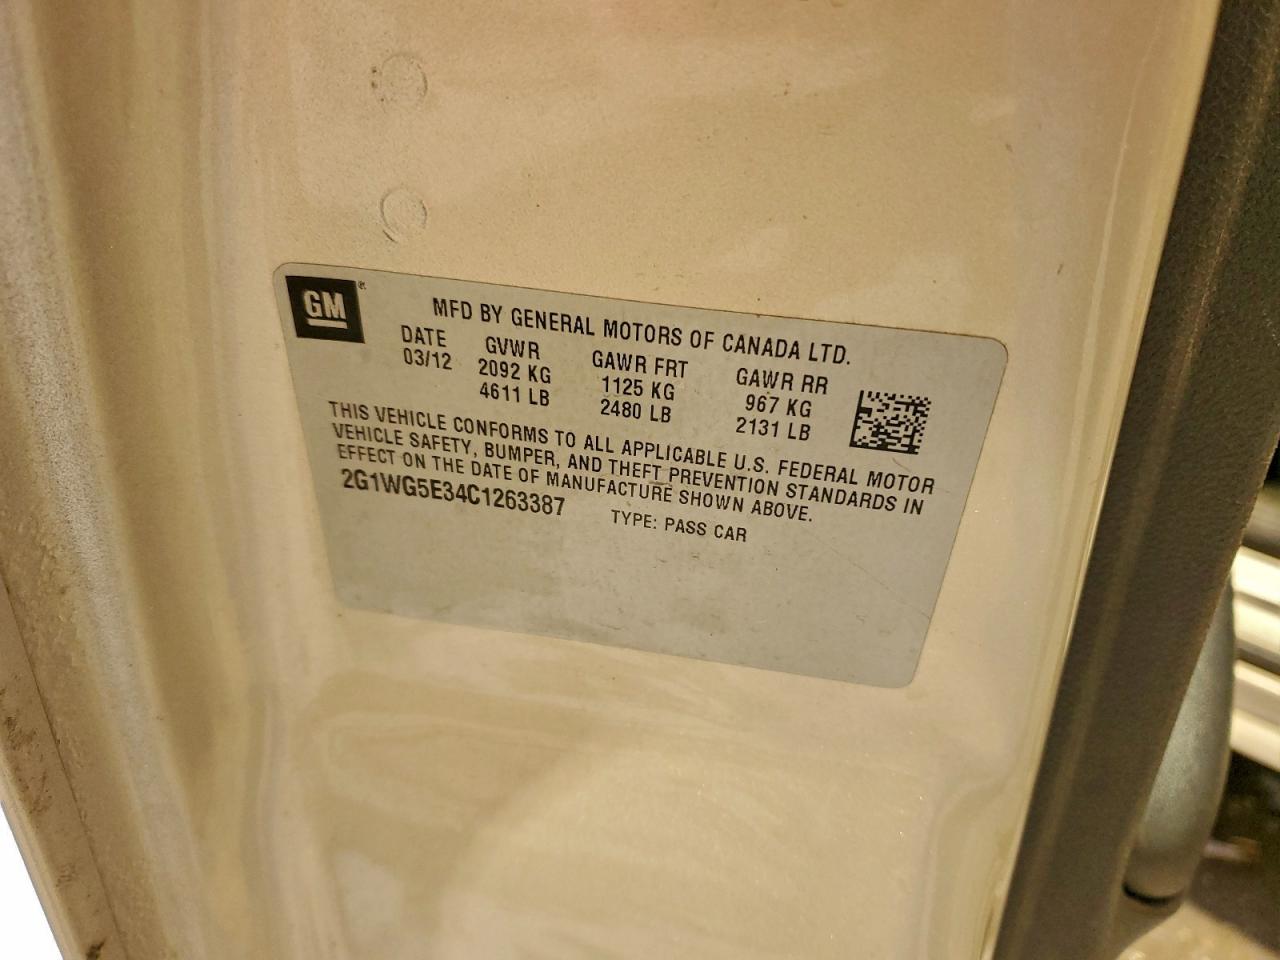 GM
MFD BY GENERAL MOTORS OF CANADA LTD.
DATE GVWR GAWR FRT GAWR RR
03/12 2092 KG 1125 KG 967 KG
4611 LB 2480 LB 2131 LB
THIS VEHICLE CONFORMS TO ALL APPLICABLE U.S. FEDERAL MOTOR
VEHICLE SAFETY, BUMPER, AND THEFT PREVENTION STANDARDS IN
EFFECT ON THE DATE OF MANUFACTURE SHOWN ABOVE.
2G1WG5E34C1263387 TYPE: PASS CAR